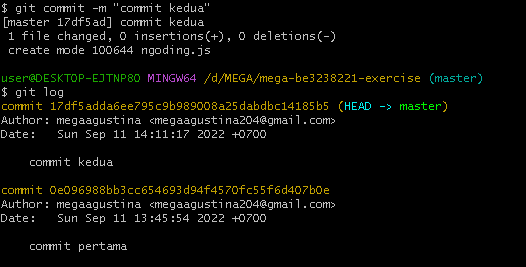 $ git commit -m "commit kedua"
[master 17df5ad] commit kedua
1 file changed, 0 insertions(+), 0 deletions(-)
create mode 100644 ngoding.js
user@DESKTOP-EJTNP8O MINGW64 /d/MEGA/mega-be3238221-exercise (master)
$ git log
commit 17df5adda6ee795c9b989008a25dabdbc14185b5 (HEAD -> master)
Author: megaagustina <megaagustina204@gmail.com>
Date:   Sun Sep 11 14:11:17 2022 +0700
commit kedua
commit 0e096988bb3cc654693d94f4570fc55f6d407b0e
Author: megaagustina <megaagustina204@gmail.com>
Date:   Sun Sep 11 13:45:54 2022 +0700
commit pertama